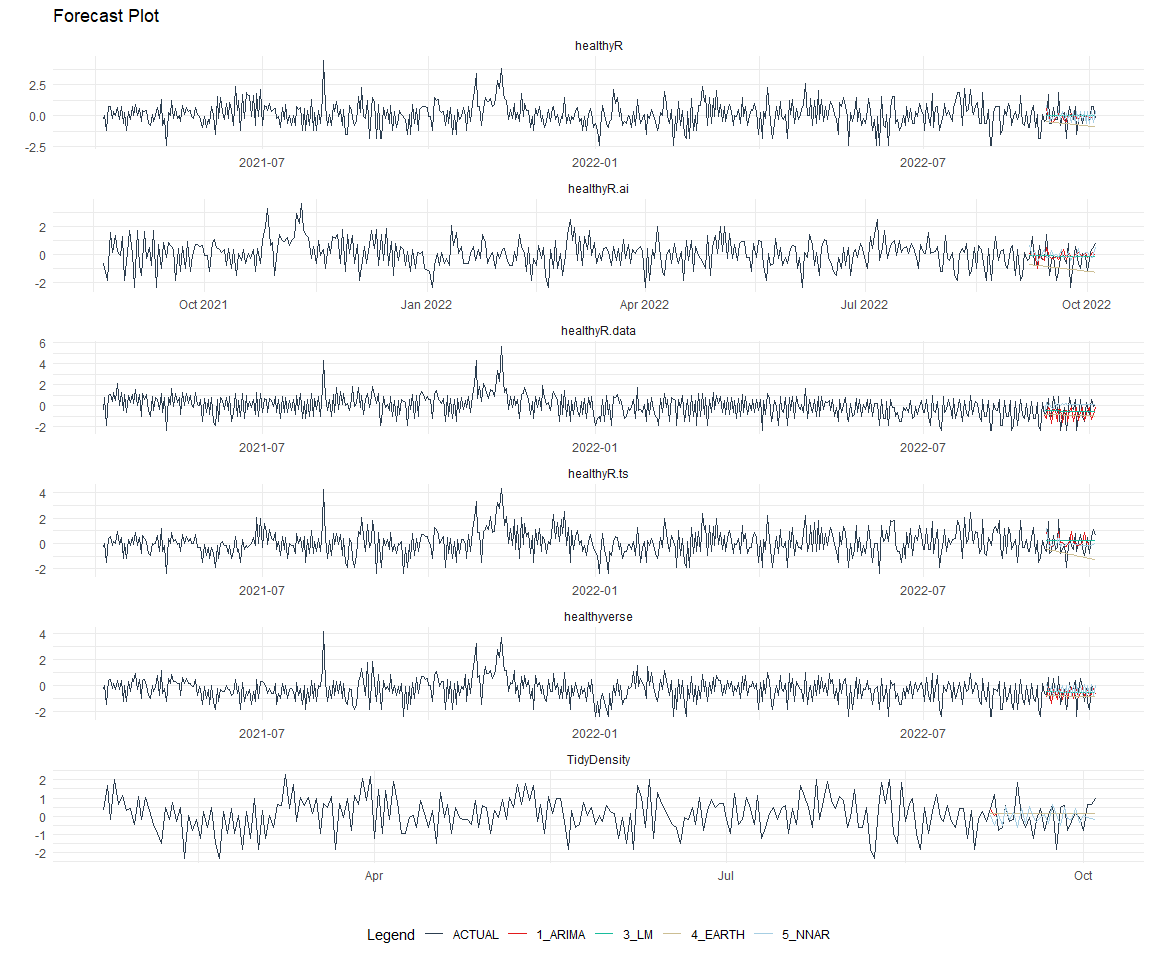 Forecast Plot
healthyR
2.5
0.0
-2.5
2021-07 2022-01 2022-07
healthyR.ai
2
0
-2
Oct 2021 Jan 2022 Apr 2022 Jul 2022 Oct 2022
healthyR.data
6
4
2
0
-2
2021-07 2022-01 2022-07
healthyR.ts
4
2
0
-2
2021-07 2022-01 2022-07
healthyverse
4
2
0
-2
2021-07 2022-01 2022-07
TidyDensity
2
1
0
-1
-2
Apr Jul Oct
Legend ACTUAL 1_ARIMA 3_LM 4_EARTH 5_NNAR